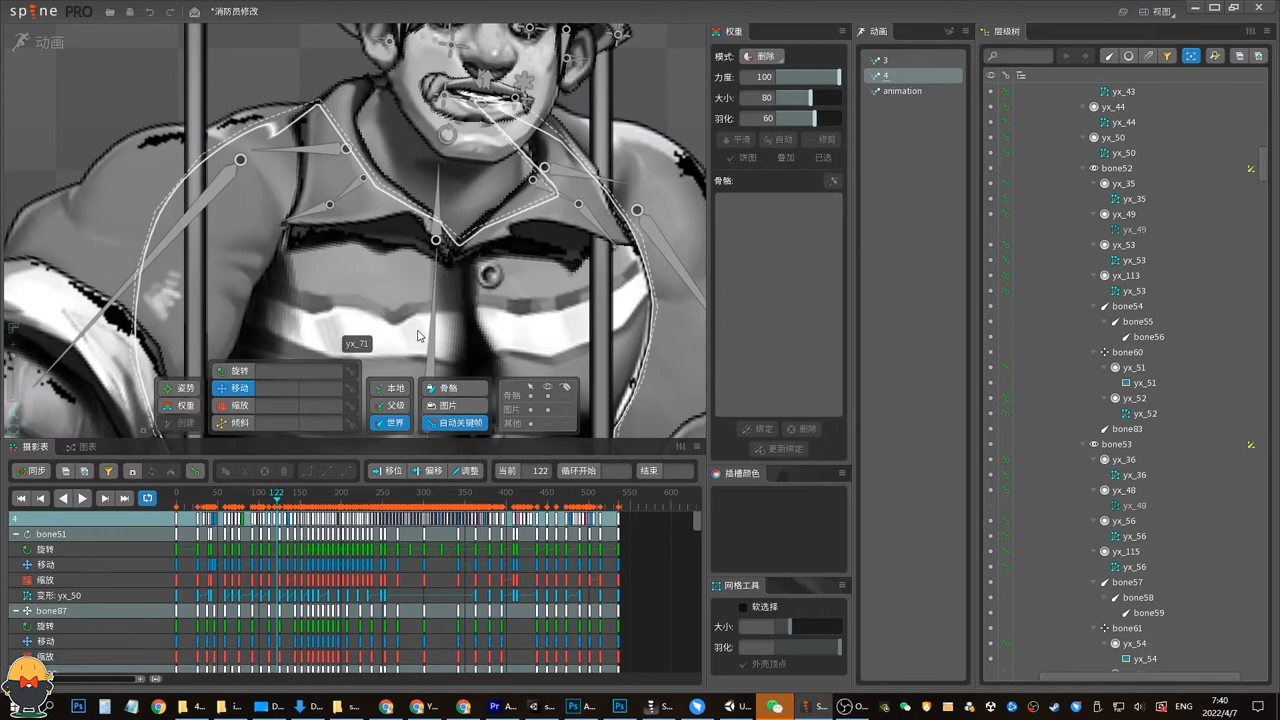 spine PRO
*消防员修改
视图
动画
yx_71
旋转
移动
缩放
倾斜
姿势
权重
创建
本地
父级
世界
骨骼
图片
自动关键帧
骨骼
图片
其他
权重
模式:
删除
力度:
100
大小:
80
羽化:
60
平滑
自动
修剪
饼图
叠加
已选
骨骼:
绑定
删除
更新绑定
插槽颜色
网格工具
软选择
大小:
羽化:
外壳顶点
动画
3
4
animation
层级树
yx_43
yx_44
yx_44
yx_50
yx_50
bone52
yx_35
yx_35
yx_49
yx_49
yx_53
yx_53
yx_113
yx_53
bone54
bone55
bone56
bone60
yx_51
yx_51
yx_52
yx_52
bone83
bone53
yx_36
yx_36
yx_48
yx_48
yx_56
yx_56
yx_115
yx_56
bone57
bone58
bone59
bone61
yx_54
yx_54
摄影表
图表
同步
移位
偏移
调整
当前
122
循环开始
结束
0 50 100 122 150 200 250 300 350 400 450 500 550 600
4
bone51
旋转
移动
缩放
变形: yx_50
bone87
旋转
移动
缩放
ENG
7:40
2022/4/7